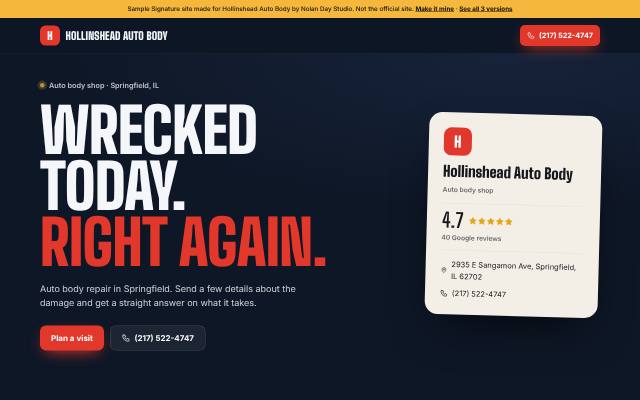 Sample Signature site made for Hollinshead Auto Body by Nolan Day Studio. Not the official site. Make it mine · See all 3 versions
H HOLLINSHEAD AUTO BODY
(217) 522-4747
Auto body shop · Springfield, IL
WRECKED
TODAY.
RIGHT AGAIN.
Auto body repair in Springfield. Send a few details about the
damage and get a straight answer on what it takes.
Plan a visit
(217) 522-4747
H
Hollinshead Auto Body
Auto body shop
4.7 ★★★★★
40 Google reviews
2935 E Sangamon Ave, Springfield,
IL 62702
(217) 522-4747